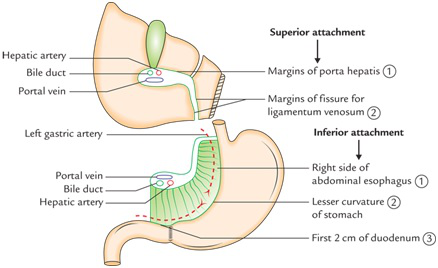 Superior attachment
Hepatic artery
Bile duct
Portal vein
Margins of porta hepatis 1
Margins of fissure for
ligamentum venosum 2
Left gastric artery
Inferior attachment
Portal vein
Bile duct
Hepatic artery
Right side of
abdominal esophagus 1
Lesser curvature 2
of stomach
First 2 cm of duodenum 3